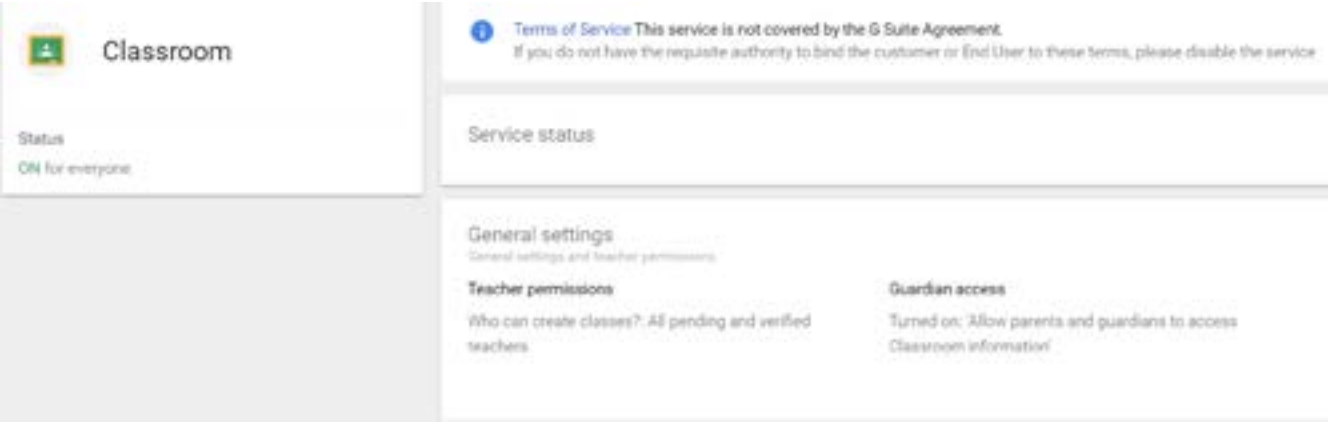 Classroom
Status
ON for everyone
Terms of Service This service is not covered by the G Suite Agreement.
If you do not have the requisite authority to bind the customer or End User to these terms, please disable the service
Service status
General settings
General settings and teacher permissions
Teacher permissions
Who can create classes?: All pending and verified
teachers
Guardian access
Turned on: 'Allow parents and guardians to access
Classroom information'